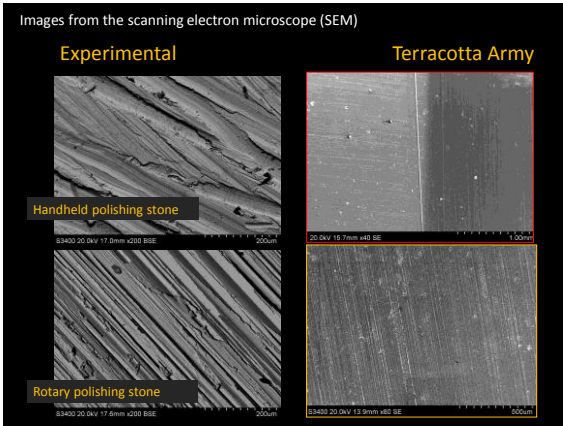 Images from the scanning electron microscope (SEM)
Experimental
Terracotta Army
Handheld polishing stone
S3400 20.0kV 17.0mm x200 BSE 200um
20.0kV 15.7mm x40 SE 1.00mm
Rotary polishing stone
S3400 20.0kV 17.6mm x200 BSE 200um
S3400 20.0kV 13.9mm x80 SE 500um